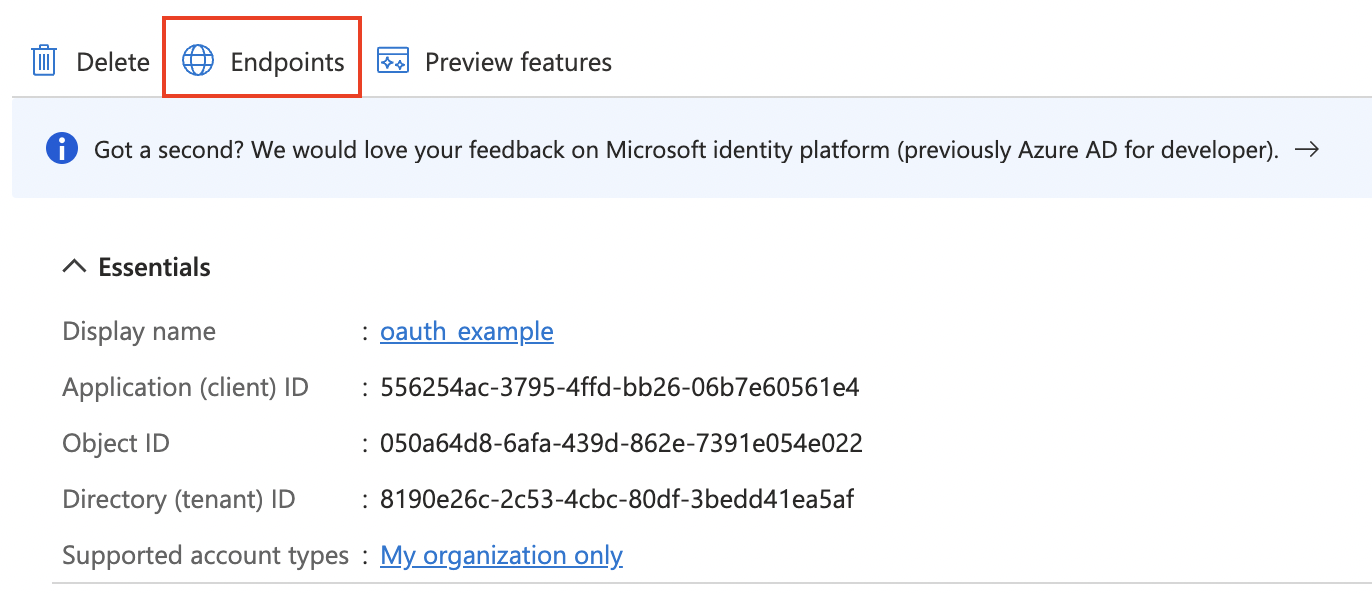 Delete Endpoints Preview features
Got a second? We would love your feedback on Microsoft identity platform (previously Azure AD for developer). →
Essentials
Display name : oauth_example
Application (client) ID : 556254ac-3795-4ffd-bb26-06b7e60561e4
Object ID : 050a64d8-6afa-439d-862e-7391e054e022
Directory (tenant) ID : 8190e26c-2c53-4cbc-80df-3bedd41ea5af
Supported account types : My organization only